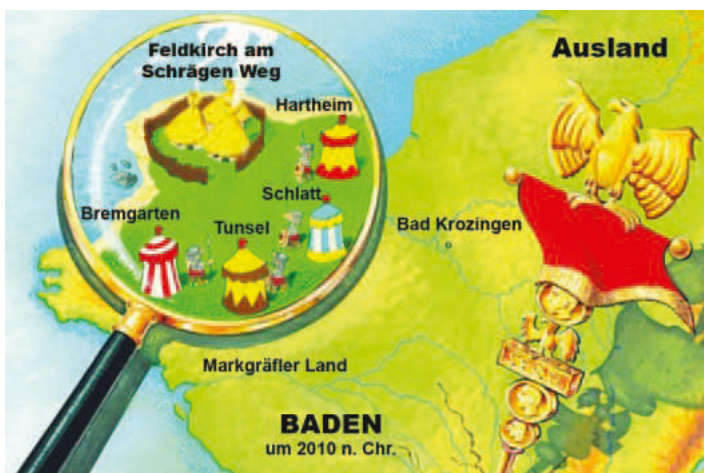 Feldkirch am
Schrägen Weg
Ausland
Hartheim
Schlatt
Bremgarten
Tunsel
Bad Krozingen
Markgräfler Land
BADEN
um 2010 n. Chr.